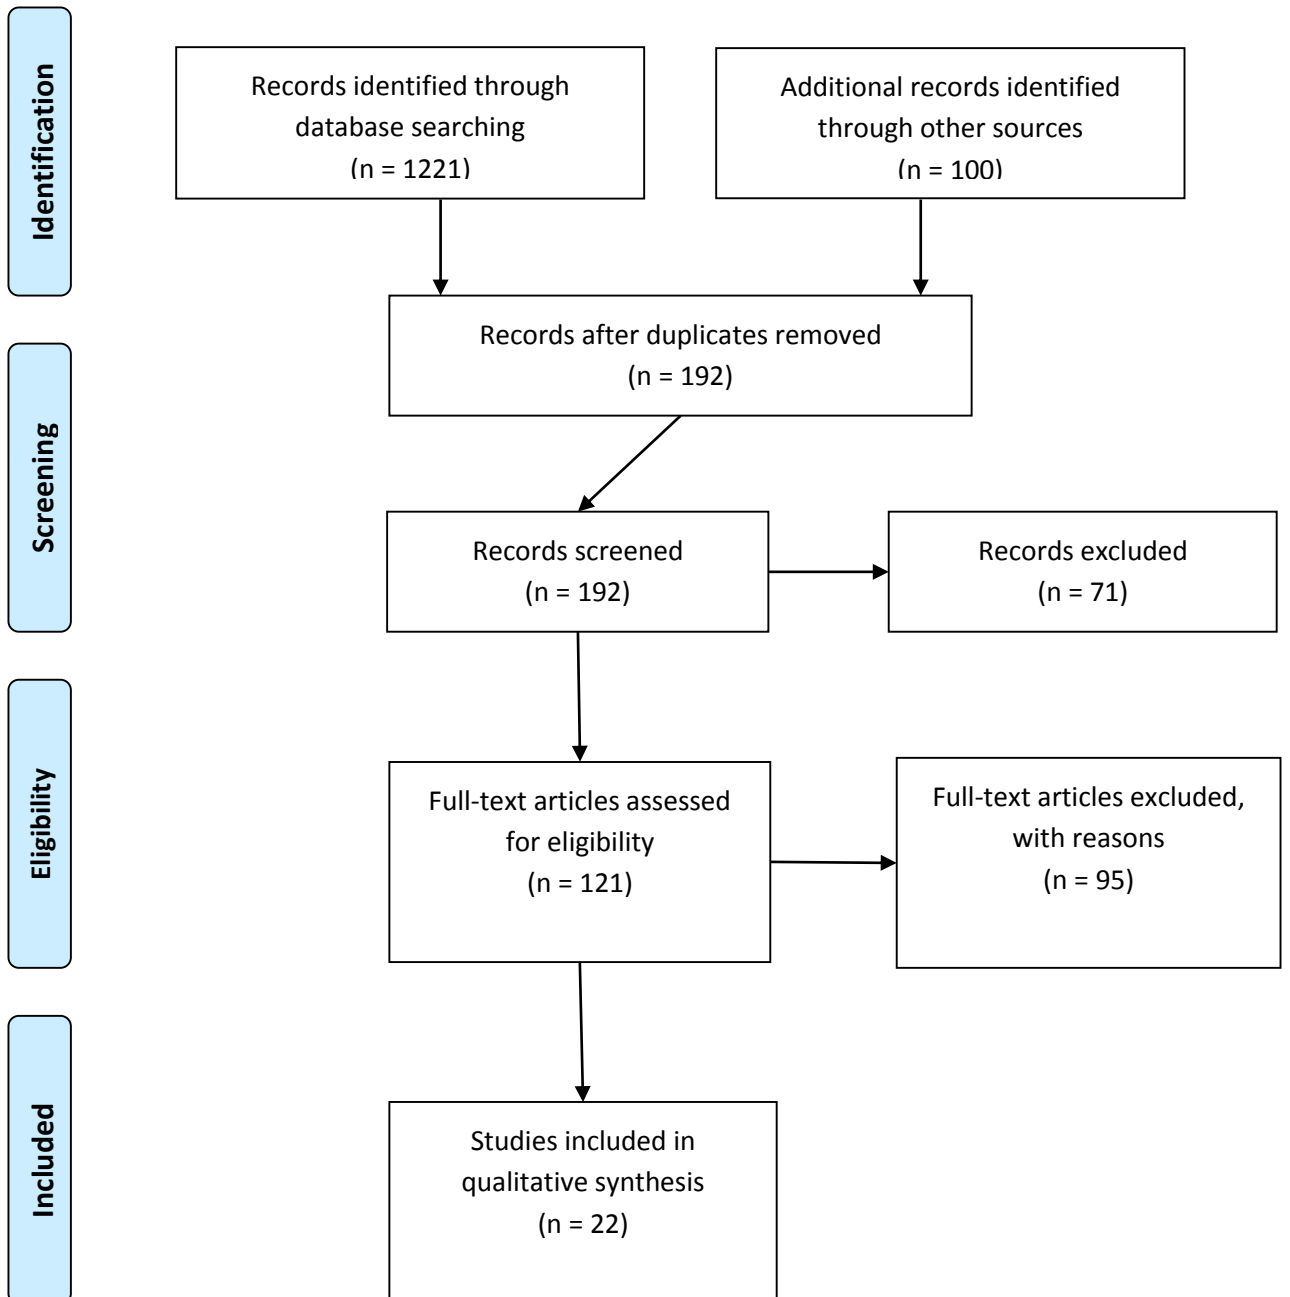 Identification
Records identified through
database searching
(n = 1221)
Additional records identified
through other sources
(n = 100)
Records after duplicates removed
(n = 192)
Screening
Records screened
(n = 192)
Records excluded
(n = 71)
Eligibility
Full-text articles assessed
for eligibility
(n = 121)
Full-text articles excluded,
with reasons
(n = 95)
Included
Studies included in
qualitative synthesis
(n = 22)